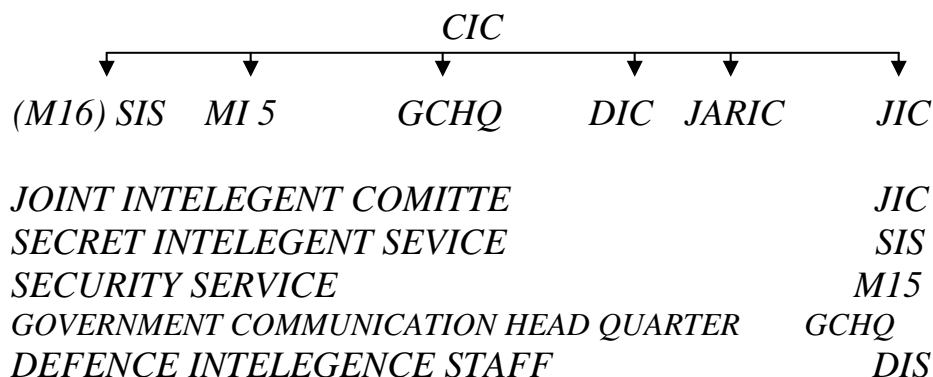 CIC
(M16) SIS MI 5 GCHQ DIC JARIC JIC
JOINT INTELEGENT COMITTE JIC
SECRET INTELEGENT SEVICE SIS
SECURITY SERVICE M15
GOVERNMENT COMMUNICATION HEAD QUARTER GCHQ
DEFENCE INTELEGENCE STAFF DIS